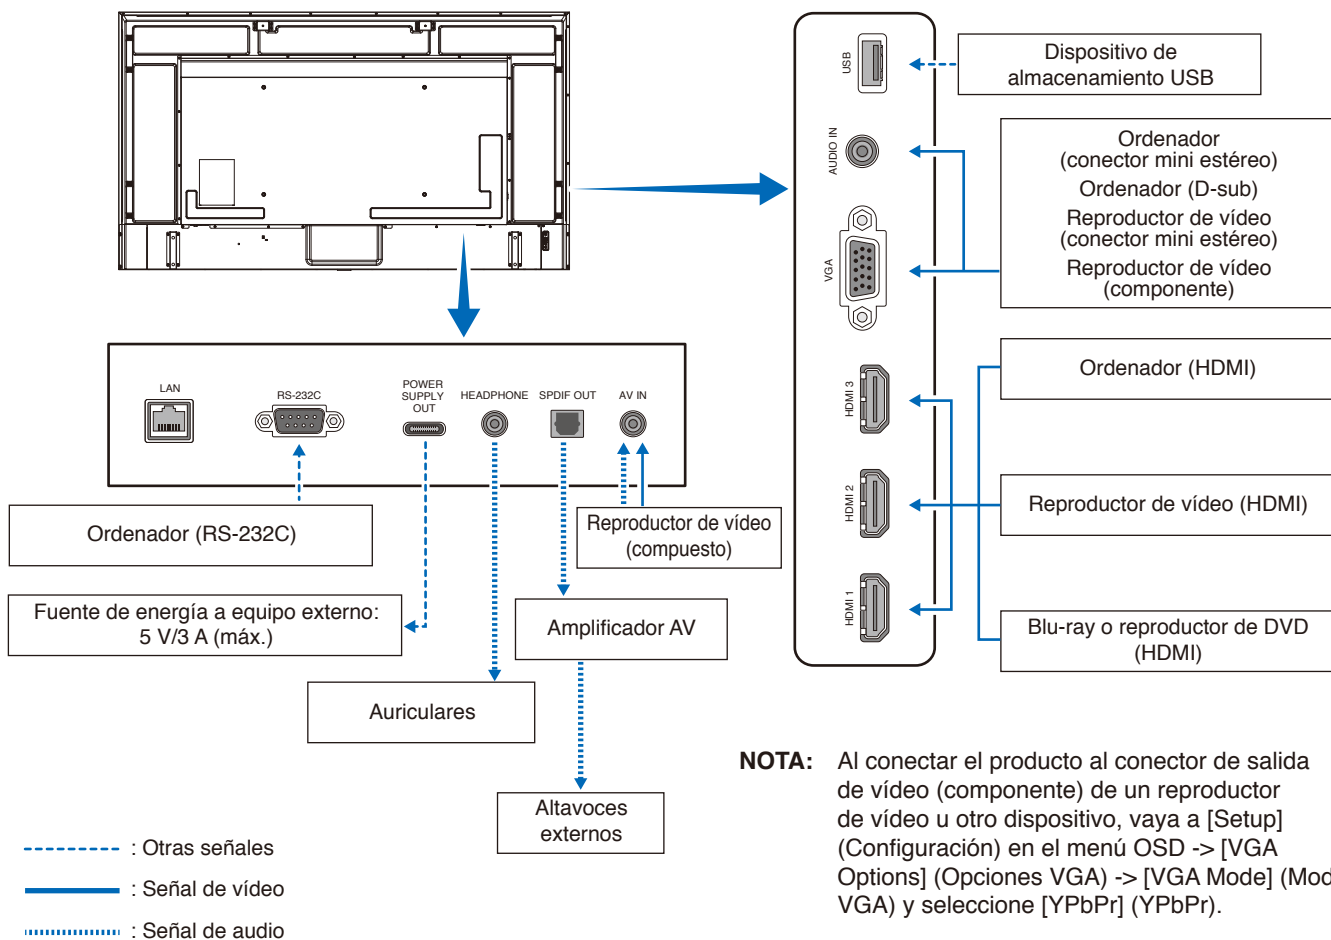 USB
Dispositivo de
almacenamiento USB
AUDIO IN
Ordenador
(conector mini estéreo)
Ordenador (D-sub)
Reproductor de vídeo
(conector mini estéreo)
Reproductor de vídeo
(componente)
VGA
HDMI 3
Ordenador (HDMI)
HDMI 2
Reproductor de vídeo (HDMI)
HDMI 1
Blu-ray o reproductor de DVD
(HDMI)
LAN
RS-232C
POWER
SUPPLY
OUT
HEADPHONE
SPDIF OUT
AV IN
Ordenador (RS-232C)
Reproductor de vídeo
(compuesto)
Fuente de energía a equipo externo:
5 V/3 A (máx.)
Amplificador AV
Auriculares
Altavoces
externos
NOTA: Al conectar el producto al conector de salida
de vídeo (componente) de un reproductor
de vídeo u otro dispositivo, vaya a [Setup]
(Configuración) en el menú OSD -> [VGA
Options] (Opciones VGA) -> [VGA Mode] (Mod
VGA) y seleccione [YPbPr] (YPbPr).
: Otras señales
: Señal de vídeo
: Señal de audio